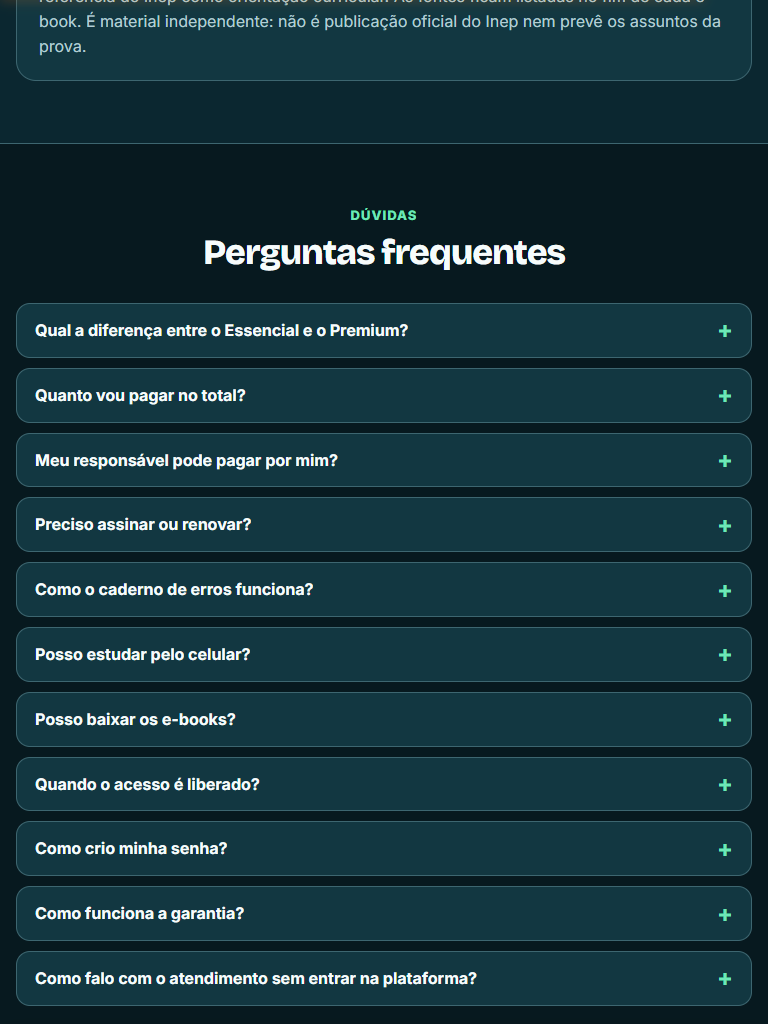 book. É material independente: não é publicação oficial do Inep nem prevê os assuntos da
prova.
DÚVIDAS
Perguntas frequentes
Qual a diferença entre o Essencial e o Premium?
Quanto vou pagar no total?
Meu responsável pode pagar por mim?
Preciso assinar ou renovar?
Como o caderno de erros funciona?
Posso estudar pelo celular?
Posso baixar os e-books?
Quando o acesso é liberado?
Como crio minha senha?
Como funciona a garantia?
Como falo com o atendimento sem entrar na plataforma?